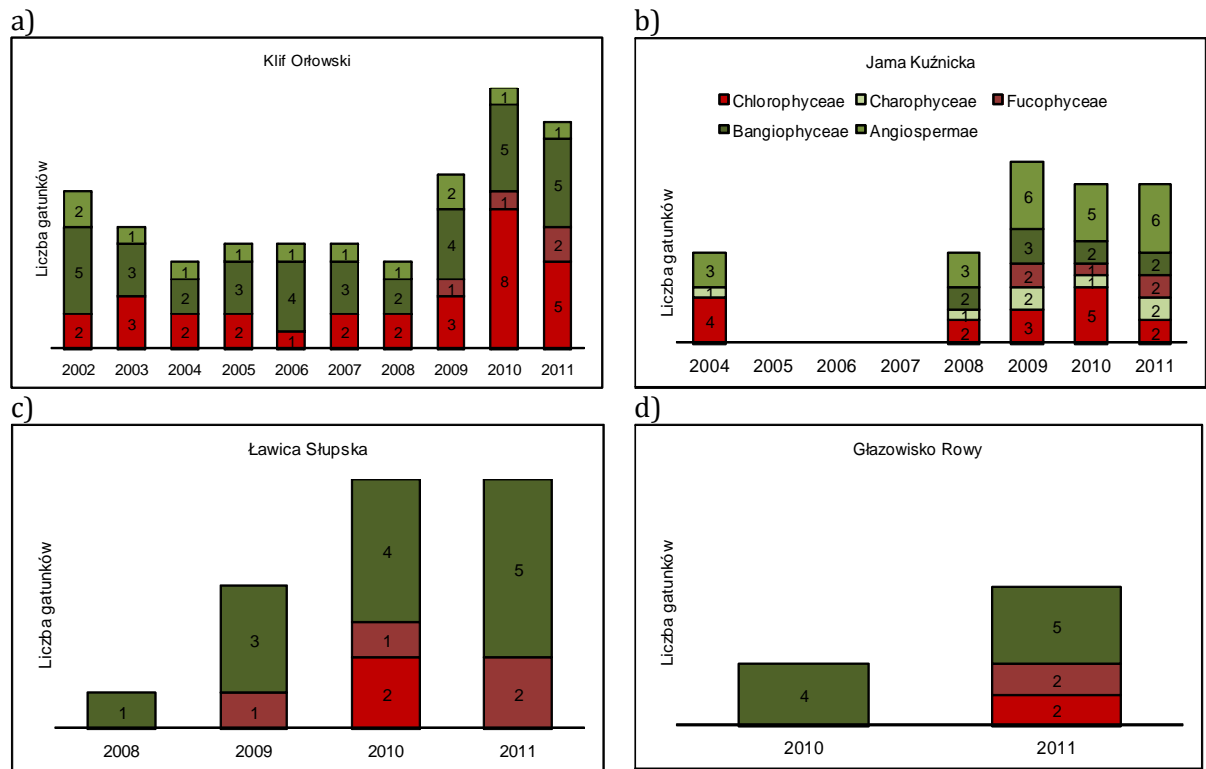 a)
Klif Orłowski
Liczba gatunków
2 5 2
3 3 1
2 2 1
2 3 1
1 4 1
2 3 1
2 2 1
3 1 4 2
8 1 5 1
5 2 5 1
2002 2003 2004 2005 2006 2007 2008 2009 2010 2011
b)
Jama Kuźnicka
Chlorophyceae Charophyceae Fucophyceae
Bangiophyceae Angiospermae
Liczba gatunków
4 1 3
2 1 2 3
3 2 2 3 6
5 1 1 2 5
2 2 2 2 6
2004 2005 2006 2007 2008 2009 2010 2011
c)
Ławica Słupska
Liczba gatunków
1
1 3
2 1 4
2 5
2008 2009 2010 2011
d)
Głazowisko Rowy
Liczba gatunków
4
2 2 5
2010 2011